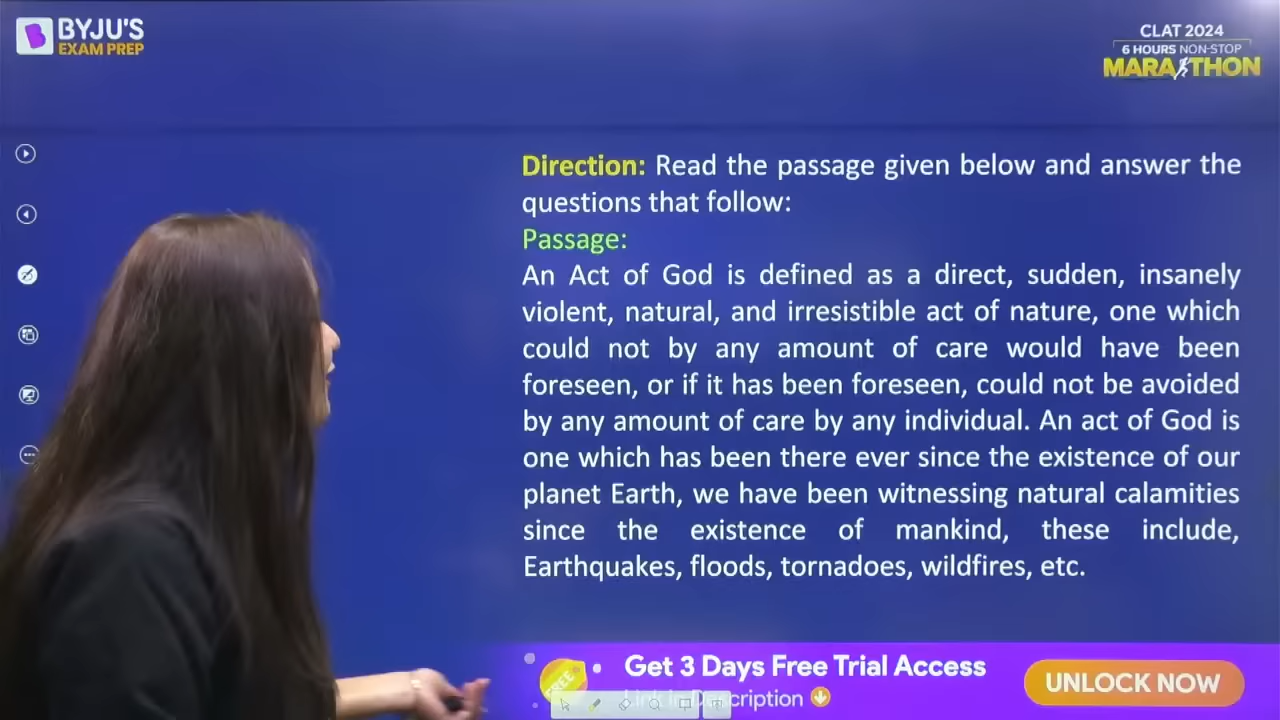 BYJU'S
EXAM PREP
CLAT 2024
6 HOURS NON-STOP
MARATHON
Direction: Read the passage given below and answer the
questions that follow:
Passage:
An Act of God is defined as a direct, sudden, insanely
violent, natural, and irresistible act of nature, one which
could not by any amount of care would have been
foreseen, or if it has been foreseen, could not be avoided
by any amount of care by any individual. An act of God is
one which has been there ever since the existence of our
planet Earth, we have been witnessing natural calamities
since the existence of mankind, these include,
Earthquakes, floods, tornadoes, wildfires, etc.
FREE
Get 3 Days Free Trial Access
Link in Description
UNLOCK NOW